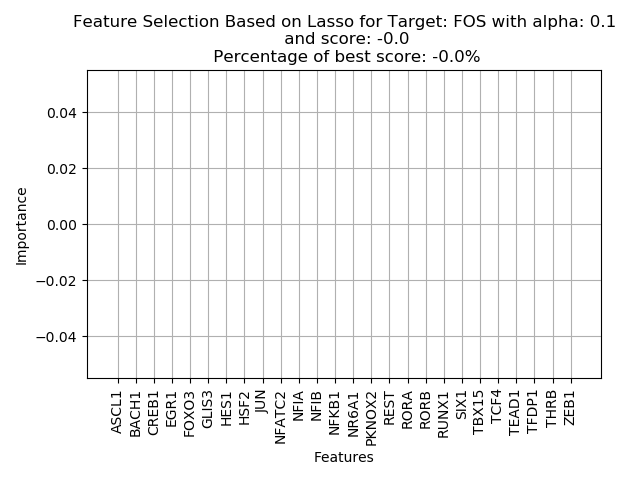 Feature Selection Based on Lasso for Target: FOS with alpha: 0.1
and score: -0.0
Percentage of best score: -0.0%
0.04
0.02
0.00
−0.02
−0.04
Importance
ASCL1
BACH1
CREB1
EGR1
FOXO3
GLIS3
HES1
HSF2
JUN
NFATC2
NFIA
NFIB
NFKB1
NR6A1
PKNOX2
REST
RORA
RORB
RUNX1
SIX1
TBX15
TCF4
TEAD1
TFDP1
THRB
ZEB1
Features